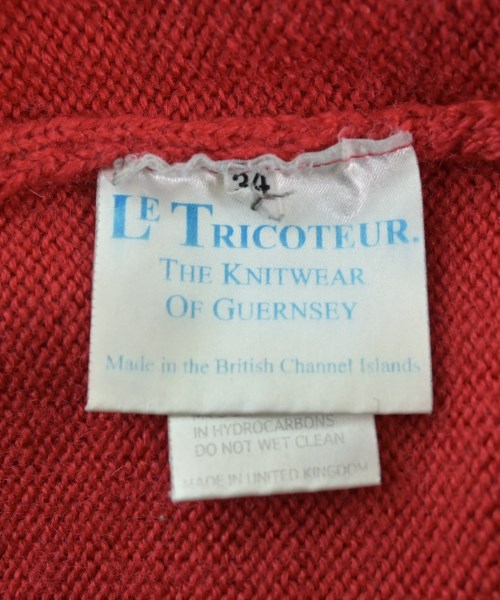 34
LE TRICOTEUR.
THE KNITWEAR
OF GUERNSEY
Made in the British Channel Islands
IN HYDROCARBONS
DO NOT WET CLEAN
MADE IN UNITED KINGDOM